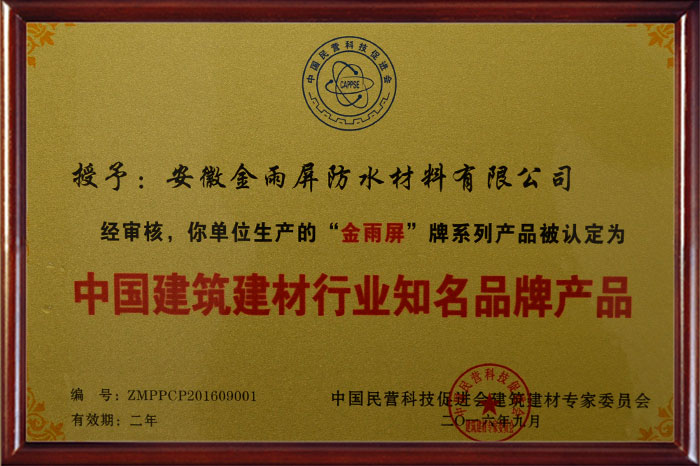 中国民营科技促进会
CAPPSE
授予：安徽金雨屏防水材料有限公司
经审核，你单位生产的“金雨屏”牌系列产品被认定为
中国建筑建材行业知名品牌产品
编 号：ZMPPCP201609001
有效期：二年
中国民营科技促进会建筑建材专家委员会
二〇一六年九月